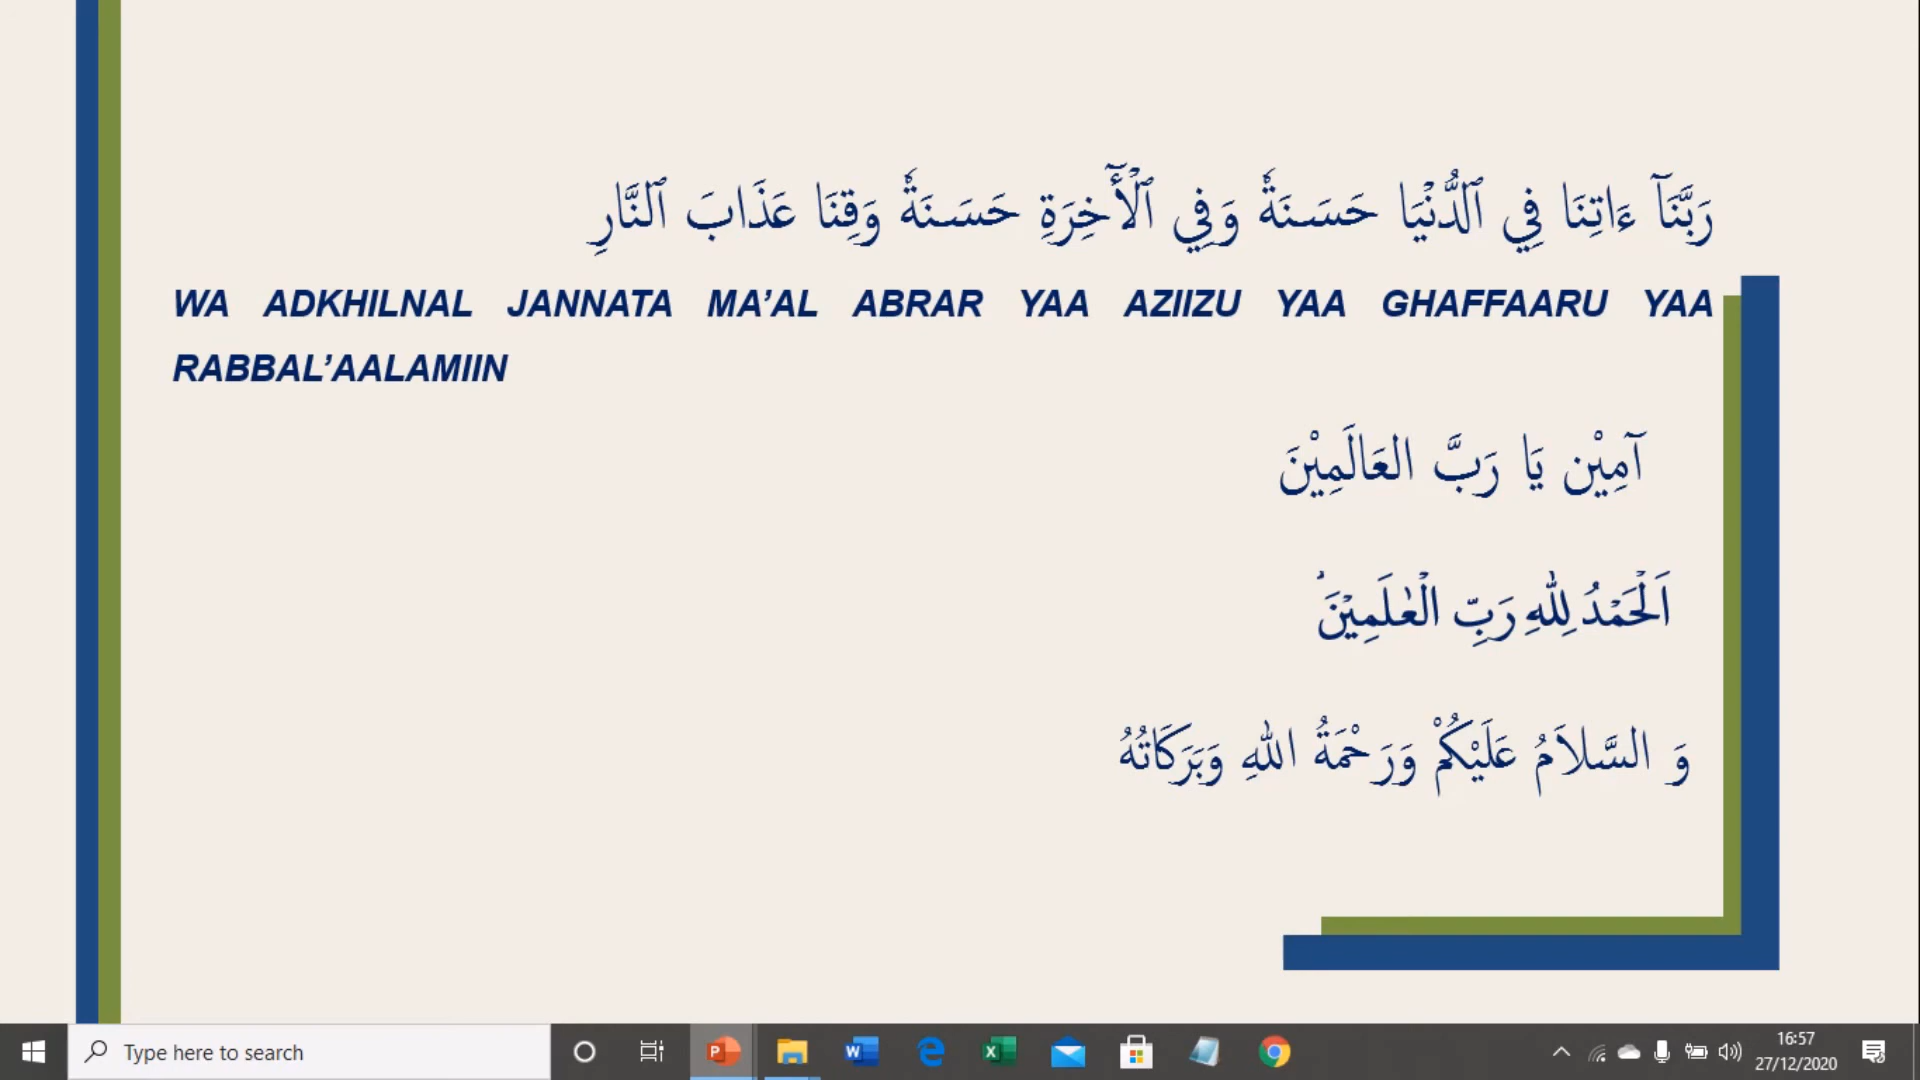 رَبَّنَآ ءَاتِنَا فِي ٱلدُّنْيَا حَسَنَةٗ وَفِي ٱلْأٓخِرَةِ حَسَنَةٗ وَقِنَا عَذَابَ ٱلنَّارِ
WA ADKHILNAL JANNATA MA’AL ABRAR YAA AZIIZU YAA GHAFFAARU YAA
RABBAL’AALAMIIN
آمِيْن يَا رَبَّ العَالَمِيْنَ
اَلْحَمْدُ لِلّٰهِ رَبِّ الْعٰلَمِيْنَۙ
وَ السَّلاَمُ عَلَيْكُمْ وَرَحْمَةُ اللهِ وَبَرَكَاتُهُ
Type here to search
16:57
27/12/2020